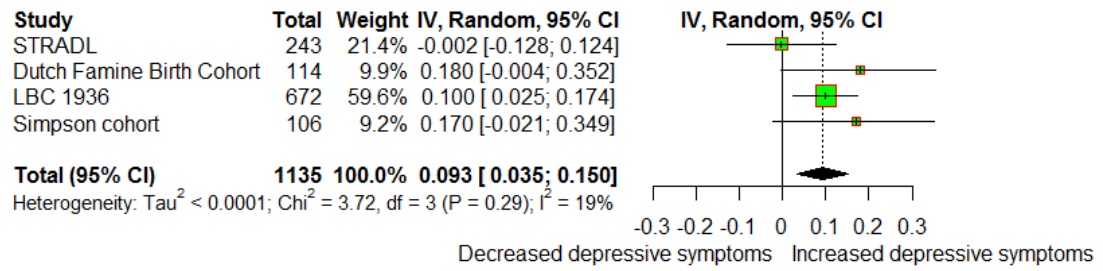 Study Total Weight IV, Random, 95% CI IV, Random, 95% CI
STRADL 243 21.4% -0.002 [-0.128; 0.124]
Dutch Famine Birth Cohort 114 9.9% 0.180 [-0.004; 0.352]
LBC 1936 672 59.6% 0.100 [ 0.025; 0.174]
Simpson cohort 106 9.2% 0.170 [-0.021; 0.349]
Total (95% CI) 1135 100.0% 0.093 [ 0.035; 0.150]
Heterogeneity: Tau² < 0.0001; Chi² = 3.72, df = 3 (P = 0.29); I² = 19%
-0.3 -0.2 -0.1 0 0.1 0.2 0.3
Decreased depressive symptoms Increased depressive symptoms